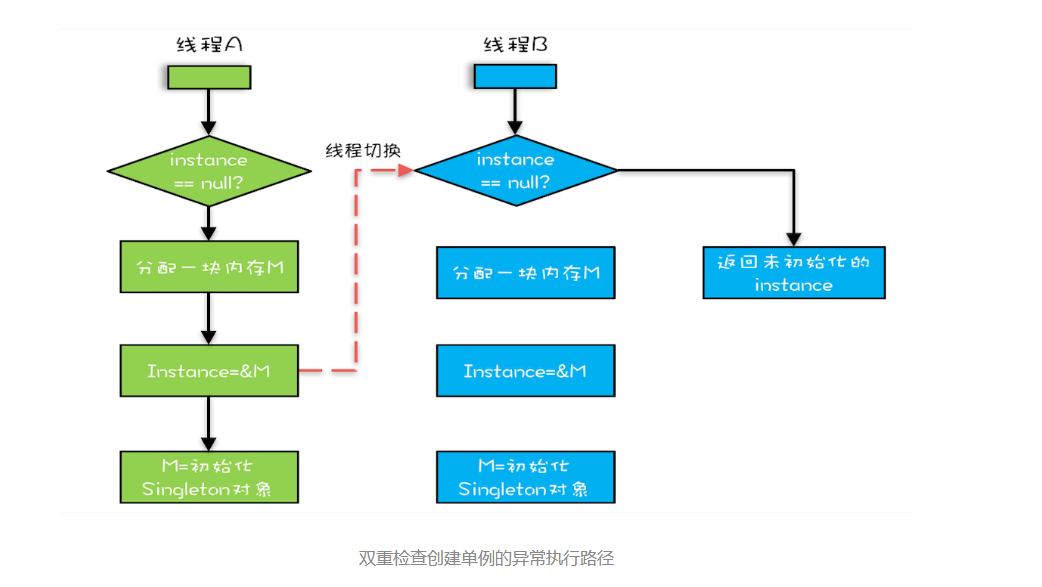 线程A
线程B
instance
== null?
线程切换
instance
== null?
分配一块内存M
分配一块内存M
返回未初始化的
instance
Instance=&M
Instance=&M
M=初始化
Singleton对象
M=初始化
Singleton对象
双重检查创建单例的异常执行路径